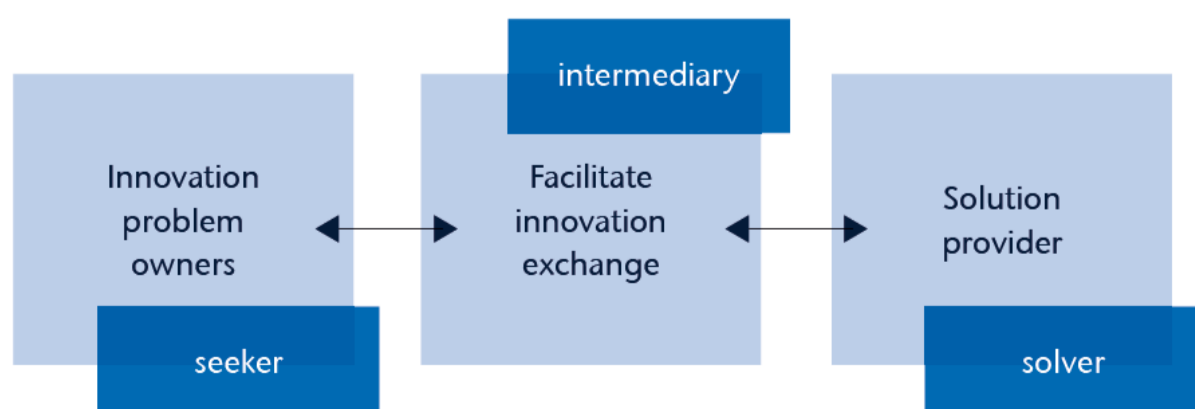 intermediary
Innovation
problem
owners
Facilitate
innovation
exchange
Solution
provider
seeker
solver